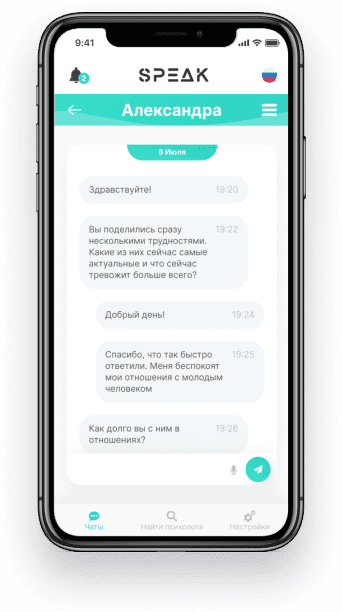 9:41
2
SPEAK
Александра
8 Июля
Здравствуйте! 19:20
Вы поделились сразу 19:22
несколькими трудностями.
Какие из них сейчас самые
актуальные и что сейчас
тревожит больше всего?
Добрый день! 19:24
Спасибо, что так быстро 19:25
ответили. Меня беспокоят
мои отношения с молодым
человеком
Как долго вы с ним в 19:26
отношениях?
Чаты
Найти психолога
Настройки